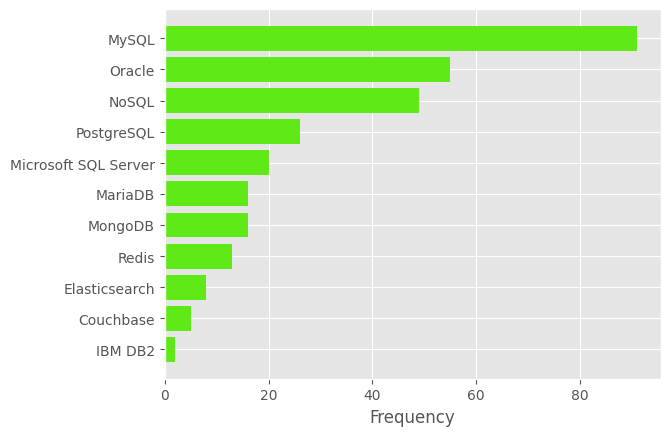 MySQL
Oracle
NoSQL
PostgreSQL
Microsoft SQL Server
MariaDB
MongoDB
Redis
Elasticsearch
Couchbase
IBM DB2
0 20 40 60 80
Frequency